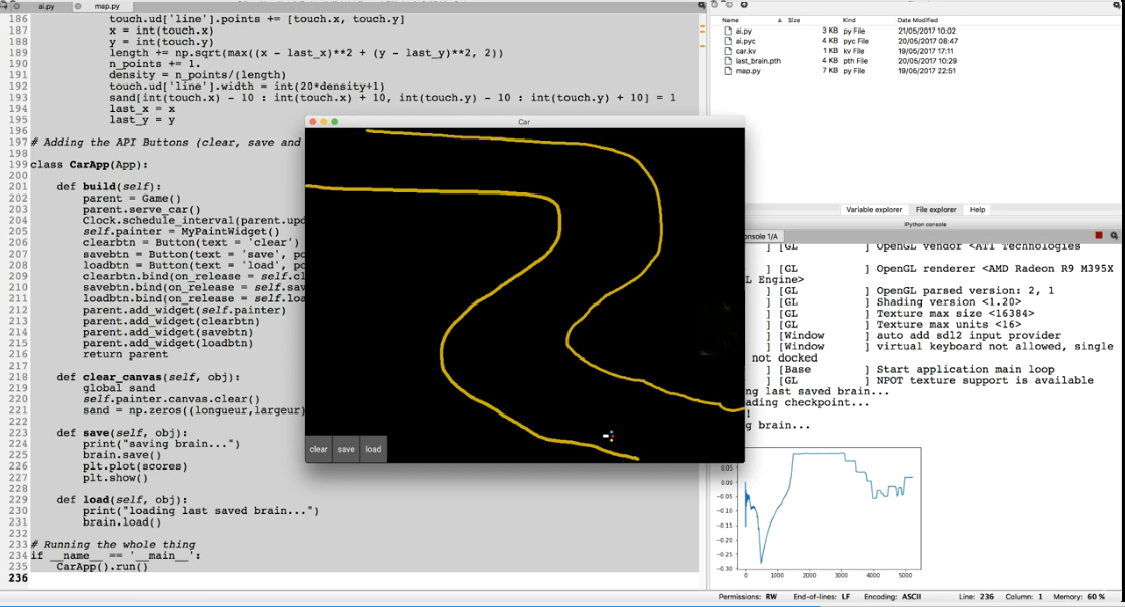 ai.py
map.py
186 touch.ud['line'].points += [touch.x, touch.y]
187 x = int(touch.x)
188 y = int(touch.y)
189 length += np.sqrt(max((x - last_x)**2 + (y - last_y)**2, 2))
190 n_points += 1.
191 density = n_points/(length)
192 touch.ud['line'].width = int(20*density+1)
193 sand[int(touch.x) - 10 : int(touch.x) + 10, int(touch.y) - 10 : int(touch.y) + 10] = 1
194 last_x = x
195 last_y = y
196
197 # Adding the API Buttons (clear, save and
198
199 class CarApp(App):
200
201 def build(self):
202 parent = Game()
203 parent.serve_car()
204 Clock.schedule_interval(parent.upd
205 self.painter = MyPaintWidget()
206 clearbtn = Button(text = 'clear')
207 savebtn = Button(text = 'save', po
208 loadbtn = Button(text = 'load', po
209 clearbtn.bind(on_release = self.cl
210 savebtn.bind(on_release = self.sav
211 loadbtn.bind(on_release = self.loa
212 parent.add_widget(self.painter)
213 parent.add_widget(clearbtn)
214 parent.add_widget(savebtn)
215 parent.add_widget(loadbtn)
216 return parent
217
218 def clear_canvas(self, obj):
219 global sand
220 self.painter.canvas.clear()
221 sand = np.zeros((longueur,largeur)
222
223 def save(self, obj):
224 print("saving brain...")
225 brain.save()
226 plt.plot(scores)
227 plt.show()
228
229 def load(self, obj):
230 print("loading last saved brain...")
231 brain.load()
232
233 # Running the whole thing
234 if __name__ == '__main__':
235 CarApp().run()
236
Car
clear save load
Name Size Kind Date Modified
ai.py 3 KB py File 21/05/2017 10:02
ai.pyc 4 KB pyc File 20/05/2017 08:47
car.kv 1 KB kv File 19/05/2017 17:11
last_brain.pth 4 KB pth File 20/05/2017 10:29
map.py 7 KB py File 19/05/2017 22:51
Variable explorer File explorer Help
IPython console
onsole 1/A
] [GL ] OpenGL vendor <ATI Technologies
] [GL ] OpenGL renderer <AMD Radeon R9 M395X
L Engine>
] [GL ] OpenGL parsed version: 2, 1
] [GL ] Shading version <1.20>
] [GL ] Texture max size <16384>
] [GL ] Texture max units <16>
] [Window ] auto add sdl2 input provider
] [Window ] virtual keyboard not allowed, single
not docked
] [Base ] Start application main loop
] [GL ] NPOT texture support is available
ng last saved brain...
ading checkpoint...
!
g brain...
0.05
0.00
-0.05
-0.10
-0.15
-0.20
-0.25
-0.30
0 1000 2000 3000 4000 5000
Permissions: RW End-of-lines: LF Encoding: ASCII Line: 236 Column: 1 Memory: 60 %